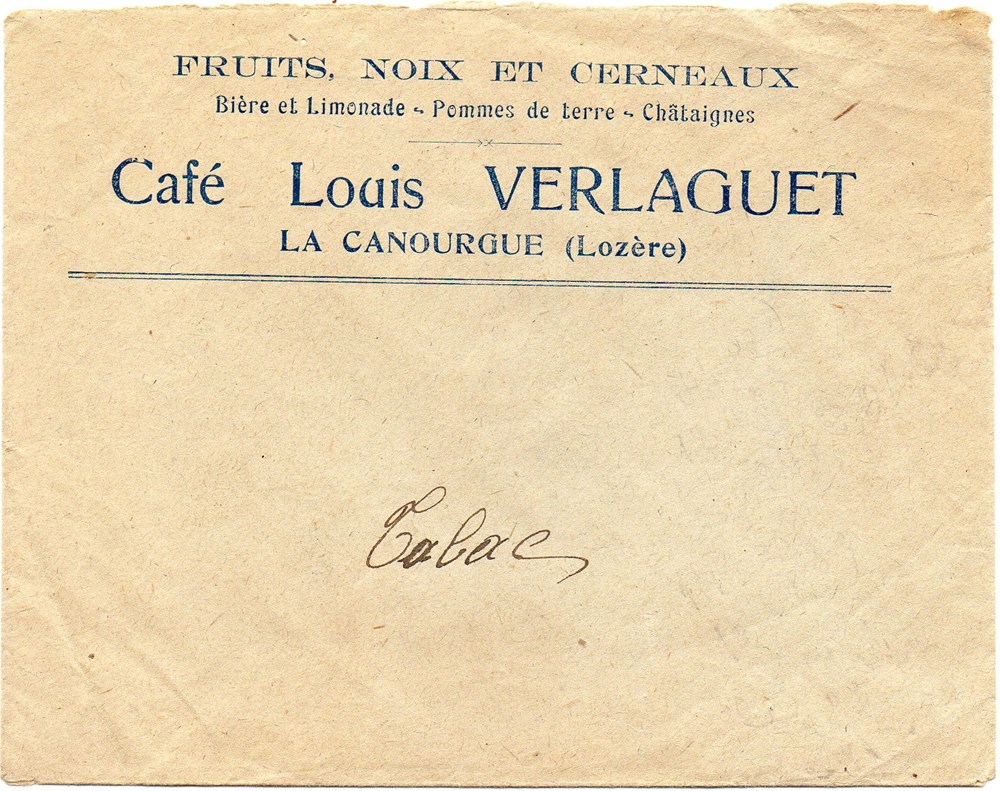 FRUITS, NOIX ET CERNEAUX
Bière et Limonade - Pommes de terre - Châtaignes
Café Louis VERLAGUET
LA CANOURGUE (Lozère)
Tabac